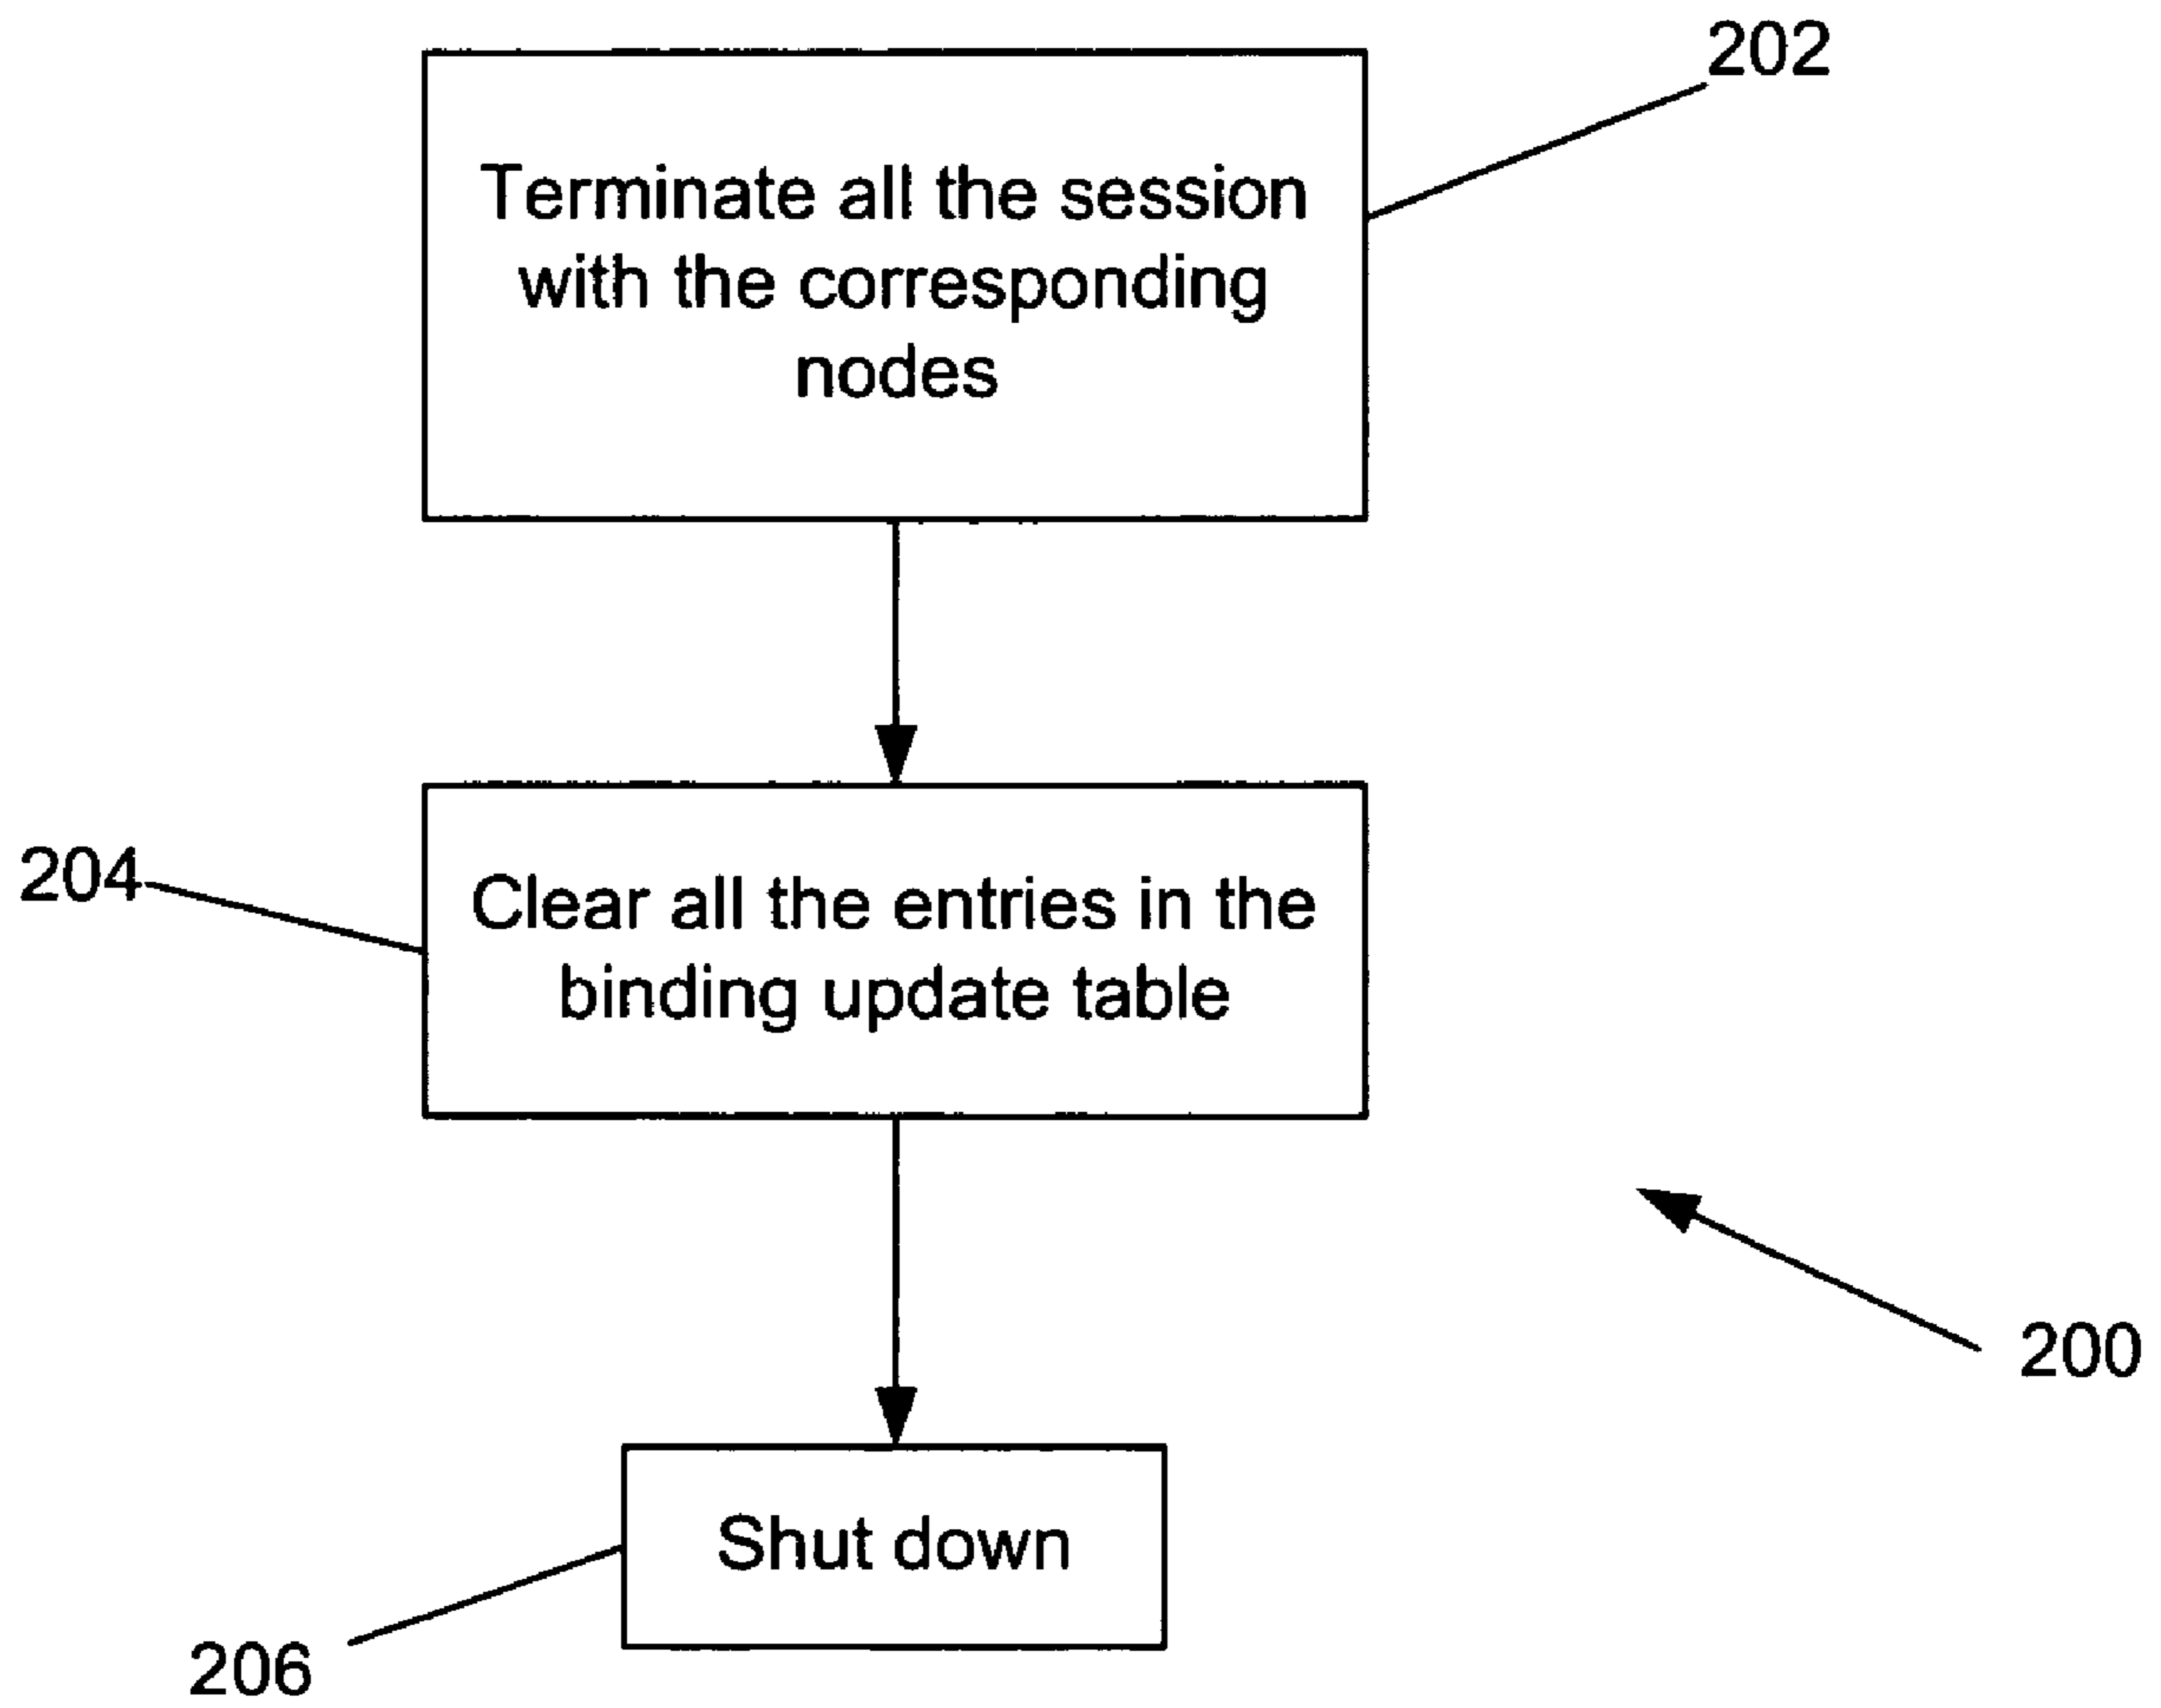 202
Terminate all the session
with the corresponding
nodes
204
Clear all the entries in the
binding update table
200
Shut down
206